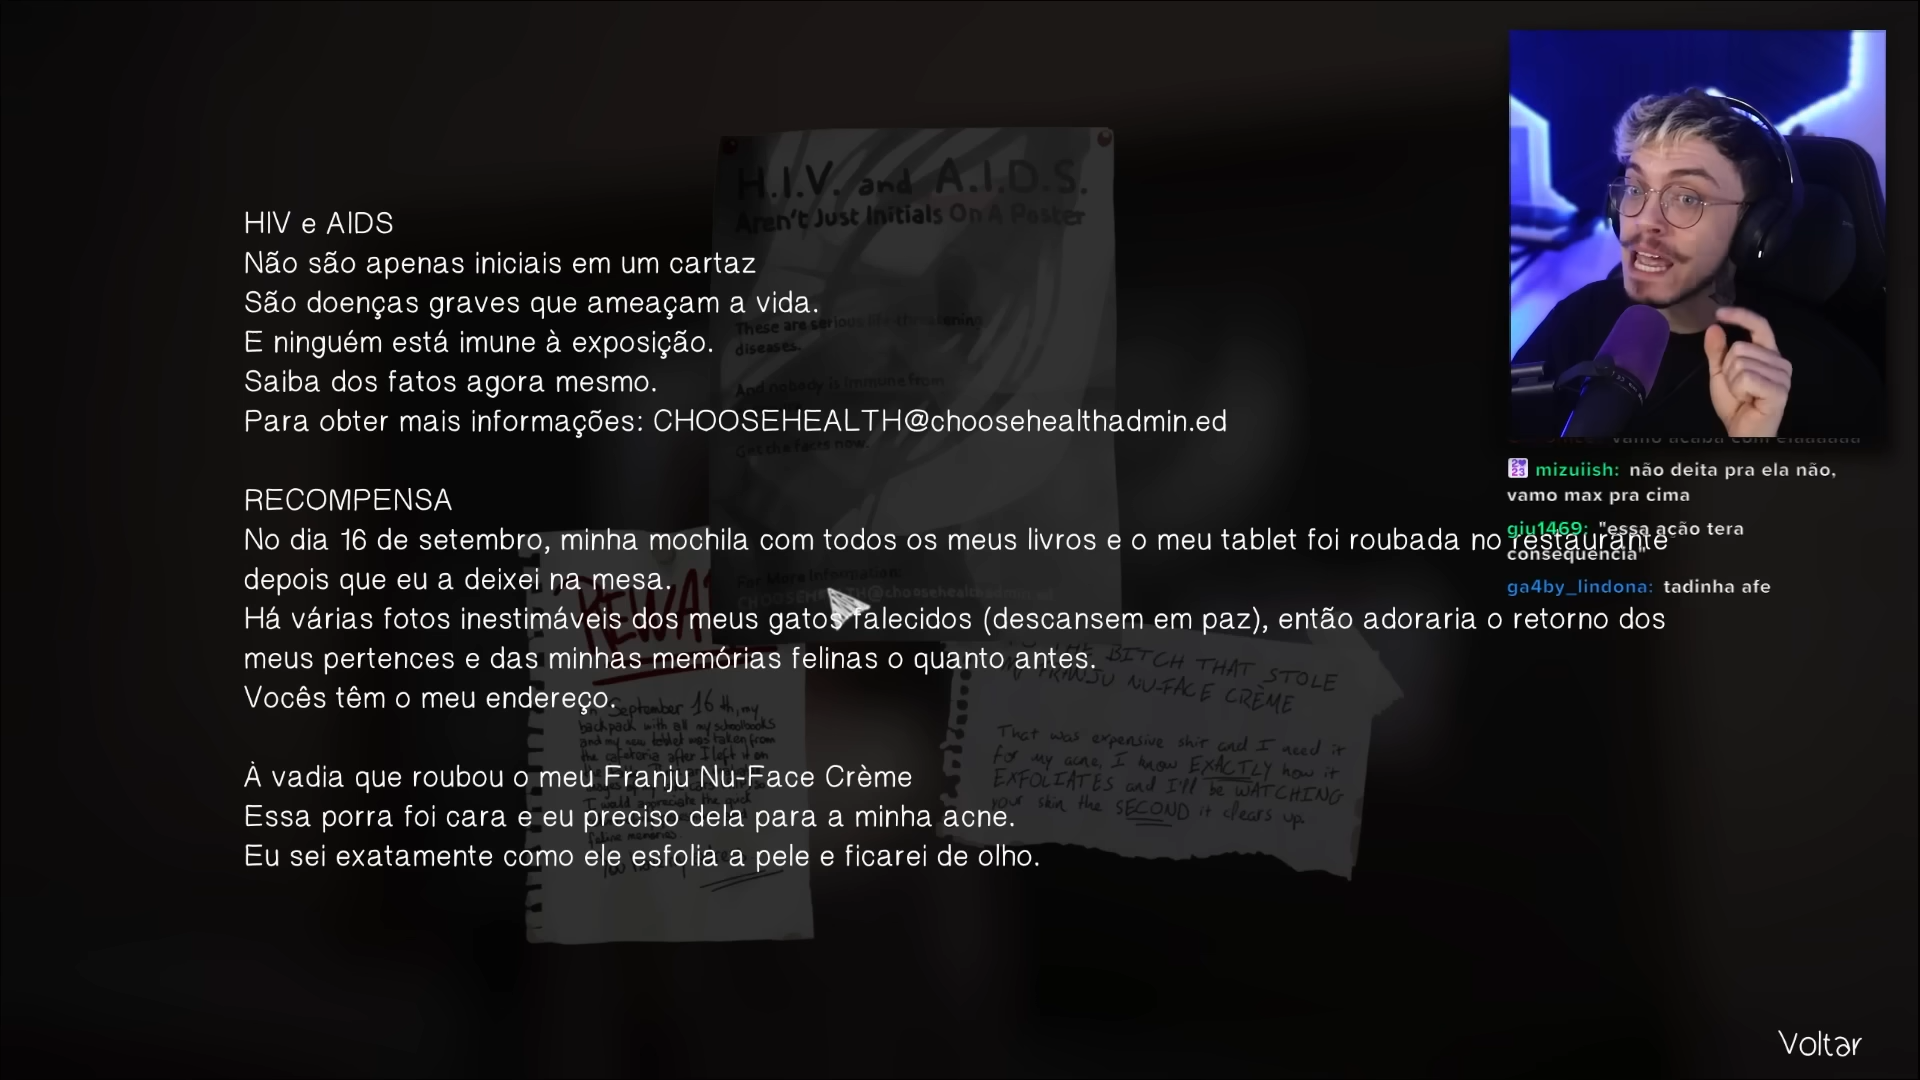 HIV e AIDS
Não são apenas iniciais em um cartaz
São doenças graves que ameaçam a vida.
E ninguém está imune à exposição.
Saiba dos fatos agora mesmo.
Para obter mais informações: CHOOSEHEALTH@choosehealthadmin.ed
RECOMPENSA
No dia 16 de setembro, minha mochila com todos os meus livros e o meu tablet foi roubada no restaurante
depois que eu a deixei na mesa.
Há várias fotos inestimáveis dos meus gatos falecidos (descansem em paz), então adoraria o retorno dos
meus pertences e das minhas memórias felinas o quanto antes.
Vocês têm o meu endereço.
À vadia que roubou o meu Franju Nu-Face Crème
Essa porra foi cara e eu preciso dela para a minha acne.
Eu sei exatamente como ele esfolia a pele e ficarei de olho.
H.I.V. and A.I.D.S.
Aren't Just Initials On A Poster
These are serious life-threatening
diseases.
And nobody is immune from
Get the facts now.
For More Information:
CHOOSEHEALTH@choosehealthadmin.ed
September 16th, my
backpack with all my schoolbooks
and my new tablet was taken from
the cafeteria after I left it on
I would appreciate the quick
feline memories.
BITCH THAT STOLE
FRANJU NU-FACE CRÈME
That was expensive shit and I need it
for my acne. I know EXACTLY how it
EXFOLIATES and I'll be WATCHING
your skin the SECOND it clears up.
mizuiish: não deita pra ela não,
vamo max pra cima
giu1469: "essa ação tera
consequencia"
ga4by_lindona: tadinha afe
Voltar